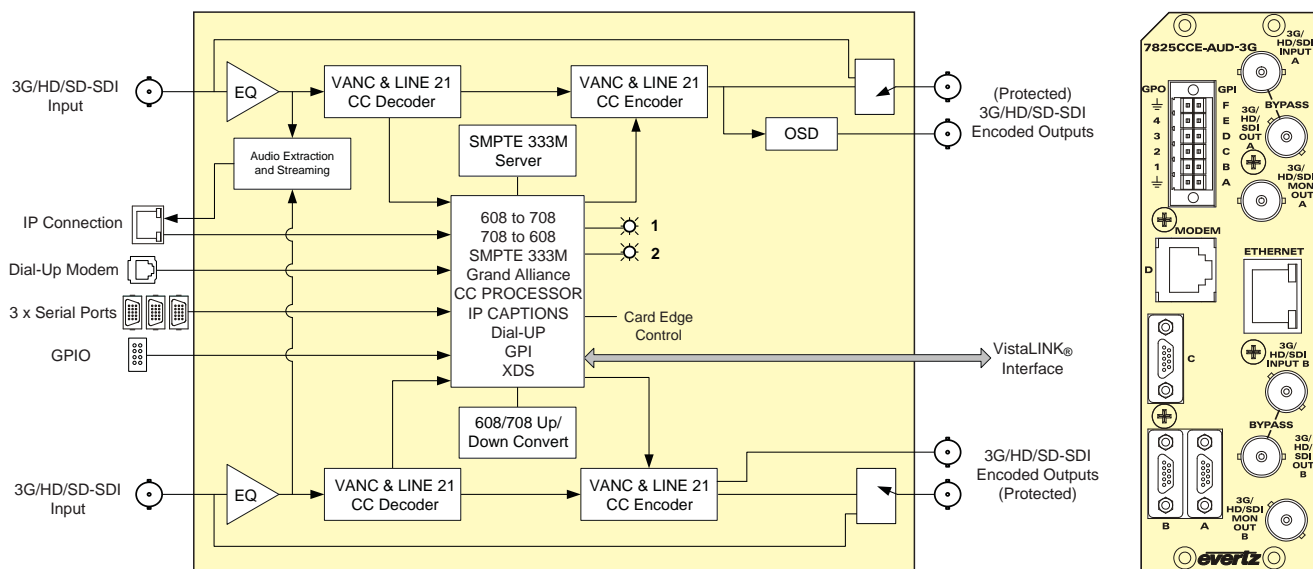 3G/HD/SD-SDI
Input
EQ
VANC & LINE 21
CC Decoder
VANC & LINE 21
CC Encoder
(Protected)
3G/HD/SD-SDI
Encoded Outputs
OSD
Audio Extraction
and Streaming
SMPTE 333M
Server
IP Connection
Dial-Up Modem
3 x Serial Ports
GPIO
608 to 708
708 to 608
SMPTE 333M
Grand Alliance
CC PROCESSOR
IP CAPTIONS
Dial-UP
GPI
XDS
1
2
Card Edge
Control
VistaLINK®
Interface
608/708 Up/
Down Convert
3G/HD/SD-SDI
Input
EQ
VANC & LINE 21
CC Decoder
VANC & LINE 21
CC Encoder
3G/HD/SD-SDI
Encoded Outputs
(Protected)
7825CCE-AUD-3G
3G/
HD/SDI
INPUT
A
GPO
GPI
4
3
2
1
F
E
D
C
B
A
BYPASS
3G/
HD/
SDI
OUT
A
3G/
HD/SDI
MON
OUT
A
MODEM
D
ETHERNET
C
3G/
HD/SDI
INPUT B
BYPASS
3G/
HD/
SDI
OUT
B
3G/
HD/SDI
MON
OUT
B
B
A
evertz